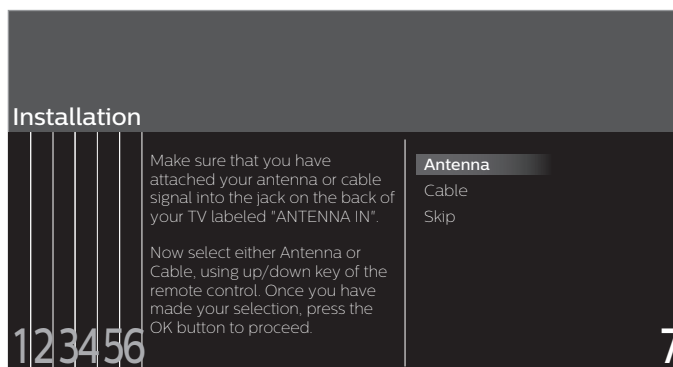 Installation
Make sure that you have
attached your antenna or cable
signal into the jack on the back of
your TV labeled "ANTENNA IN".
Now select either Antenna or
Cable, using up/down key of the
remote control. Once you have
made your selection, press the
OK button to proceed.
Antenna
Cable
Skip
123456
7